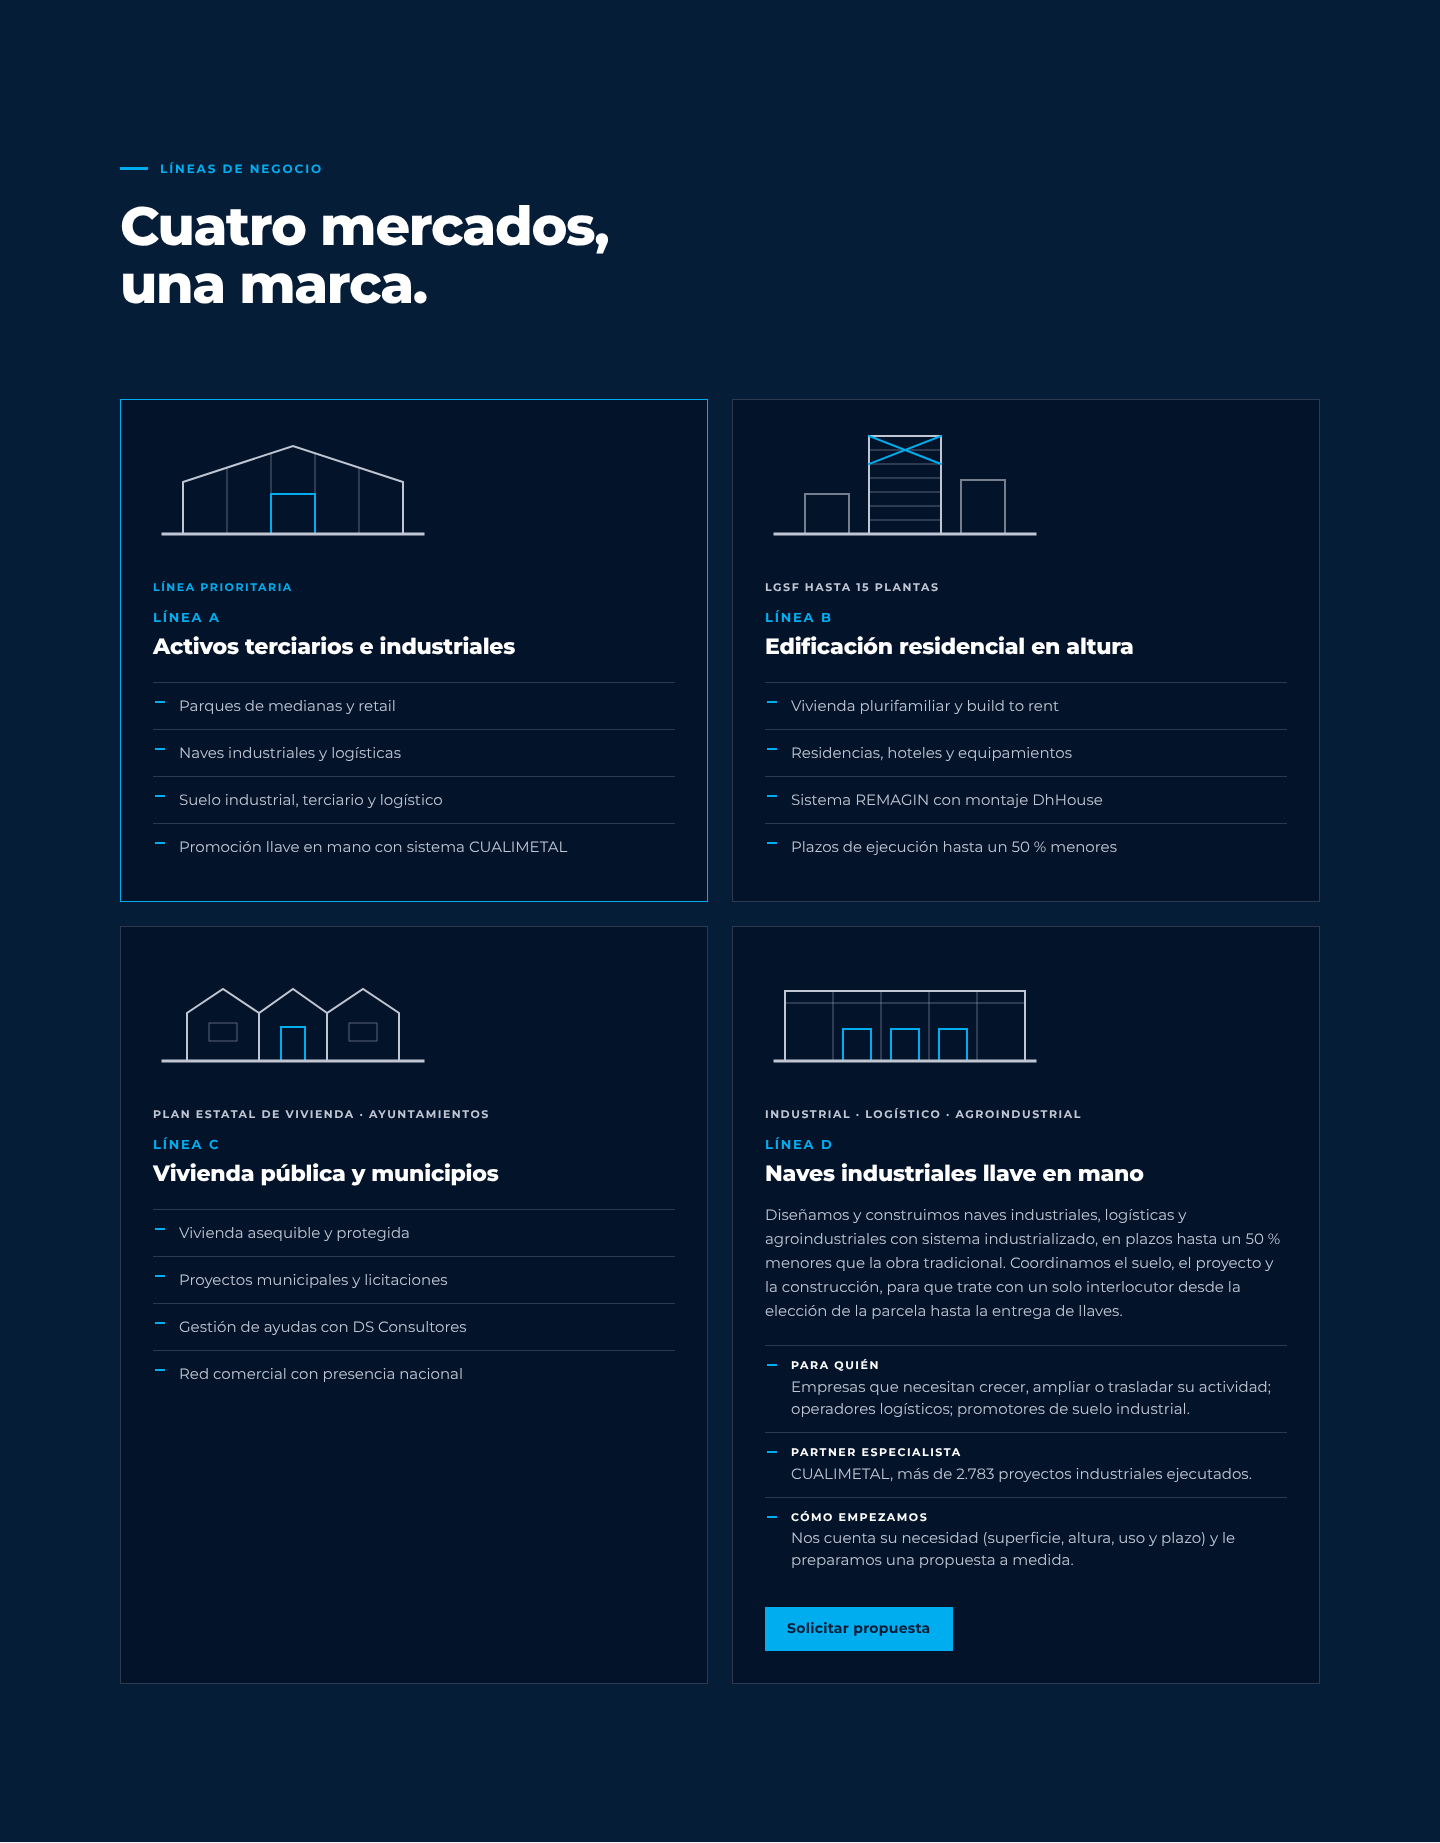 LÍNEAS DE NEGOCIO
Cuatro mercados,
una marca.
LÍNEA PRIORITARIA
LÍNEA A
Activos terciarios e industriales
Parques de medianas y retail
Naves industriales y logísticas
Suelo industrial, terciario y logístico
Promoción llave en mano con sistema CUALIMETAL
LGSF HASTA 15 PLANTAS
LÍNEA B
Edificación residencial en altura
Vivienda plurifamiliar y build to rent
Residencias, hoteles y equipamientos
Sistema REMAGIN con montaje DhHouse
Plazos de ejecución hasta un 50 % menores
PLAN ESTATAL DE VIVIENDA · AYUNTAMIENTOS
LÍNEA C
Vivienda pública y municipios
Vivienda asequible y protegida
Proyectos municipales y licitaciones
Gestión de ayudas con DS Consultores
Red comercial con presencia nacional
INDUSTRIAL · LOGÍSTICO · AGROINDUSTRIAL
LÍNEA D
Naves industriales llave en mano
Diseñamos y construimos naves industriales, logísticas y
agroindustriales con sistema industrializado, en plazos hasta un 50 %
menores que la obra tradicional. Coordinamos el suelo, el proyecto y
la construcción, para que trate con un solo interlocutor desde la
elección de la parcela hasta la entrega de llaves.
PARA QUIÉN
Empresas que necesitan crecer, ampliar o trasladar su actividad;
operadores logísticos; promotores de suelo industrial.
PARTNER ESPECIALISTA
CUALIMETAL, más de 2.783 proyectos industriales ejecutados.
CÓMO EMPEZAMOS
Nos cuenta su necesidad (superficie, altura, uso y plazo) y le
preparamos una propuesta a medida.
Solicitar propuesta